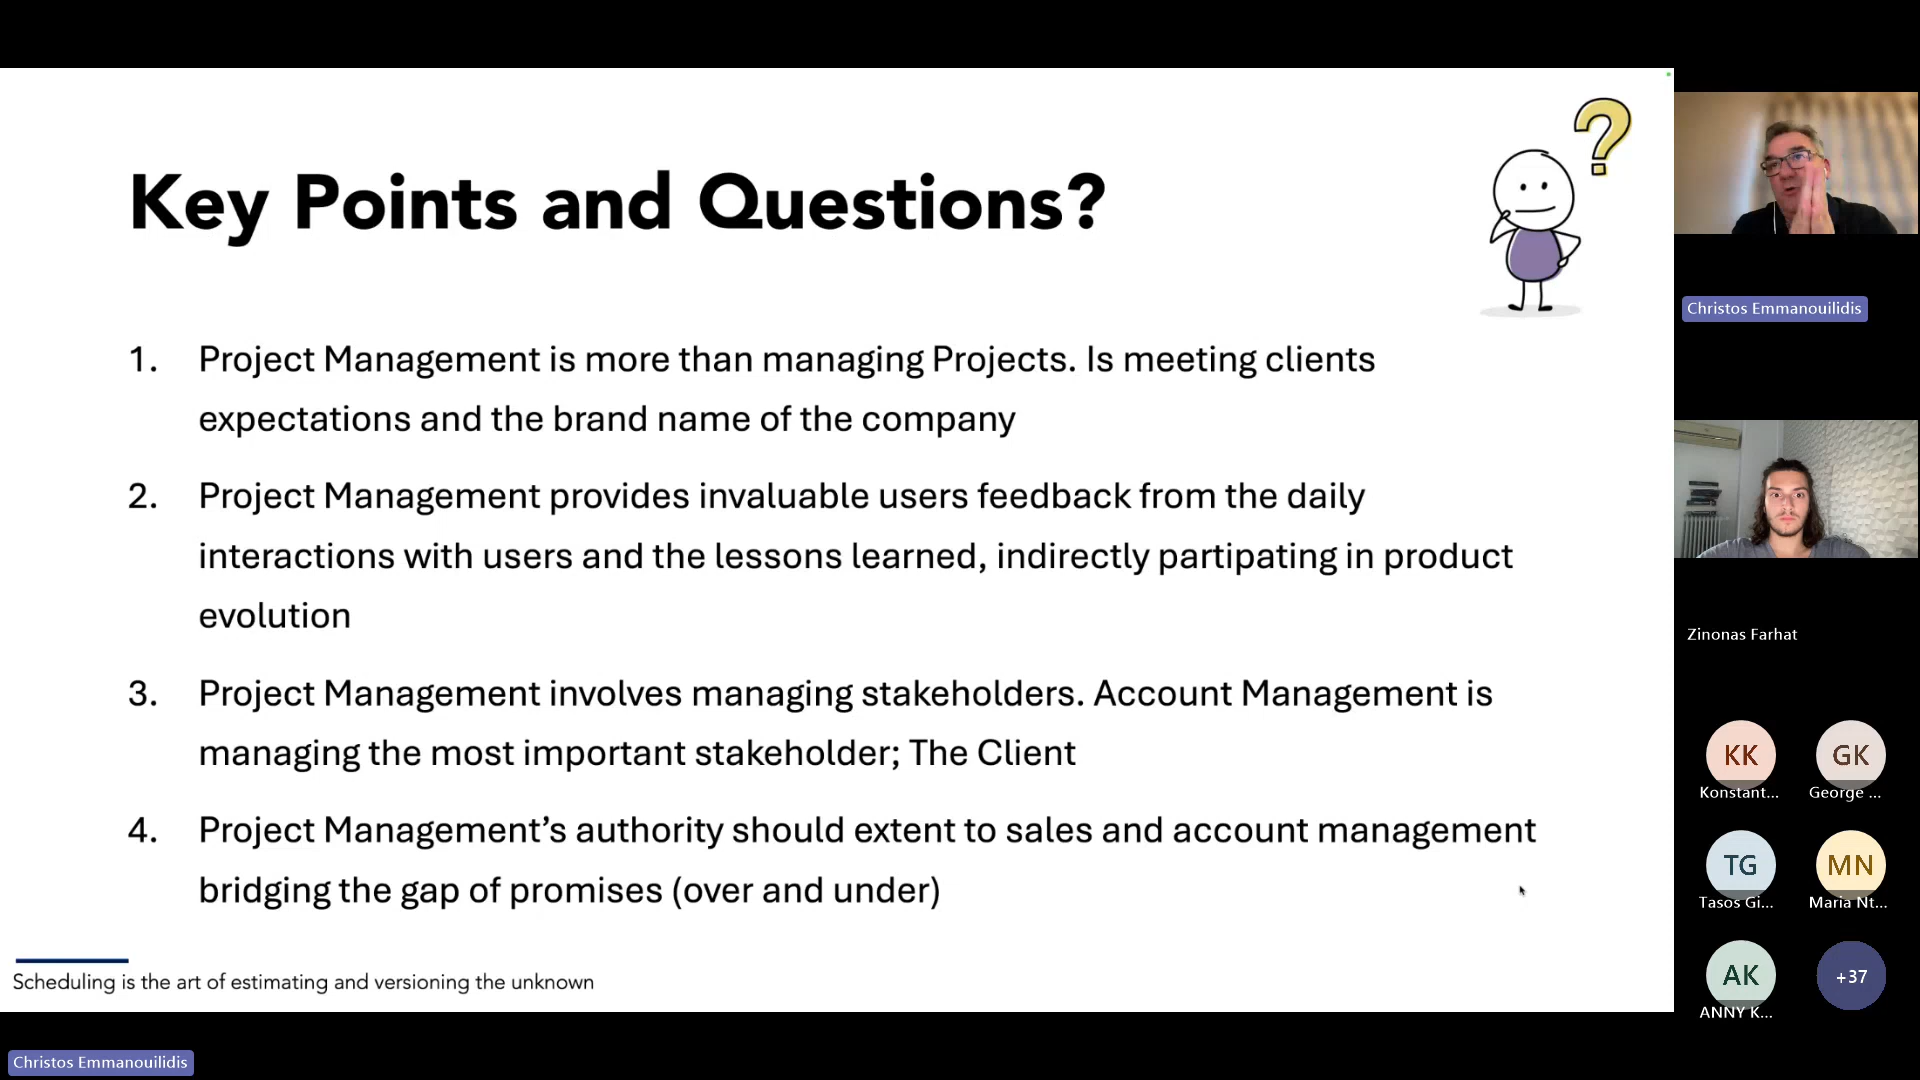 Key Points and Questions?
?
1. Project Management is more than managing Projects. Is meeting clients
expectations and the brand name of the company
2. Project Management provides invaluable users feedback from the daily
interactions with users and the lessons learned, indirectly partipating in product
evolution
3. Project Management involves managing stakeholders. Account Management is
managing the most important stakeholder; The Client
4. Project Management’s authority should extent to sales and account management
bridging the gap of promises (over and under)
Scheduling is the art of estimating and versioning the unknown
Christos Emmanouilidis
Christos Emmanouilidis
Zinonas Farhat
KK
Konstant...
GK
George ...
TG
Tasos Gi...
MN
Maria Nt...
AK
ANNY K...
+37